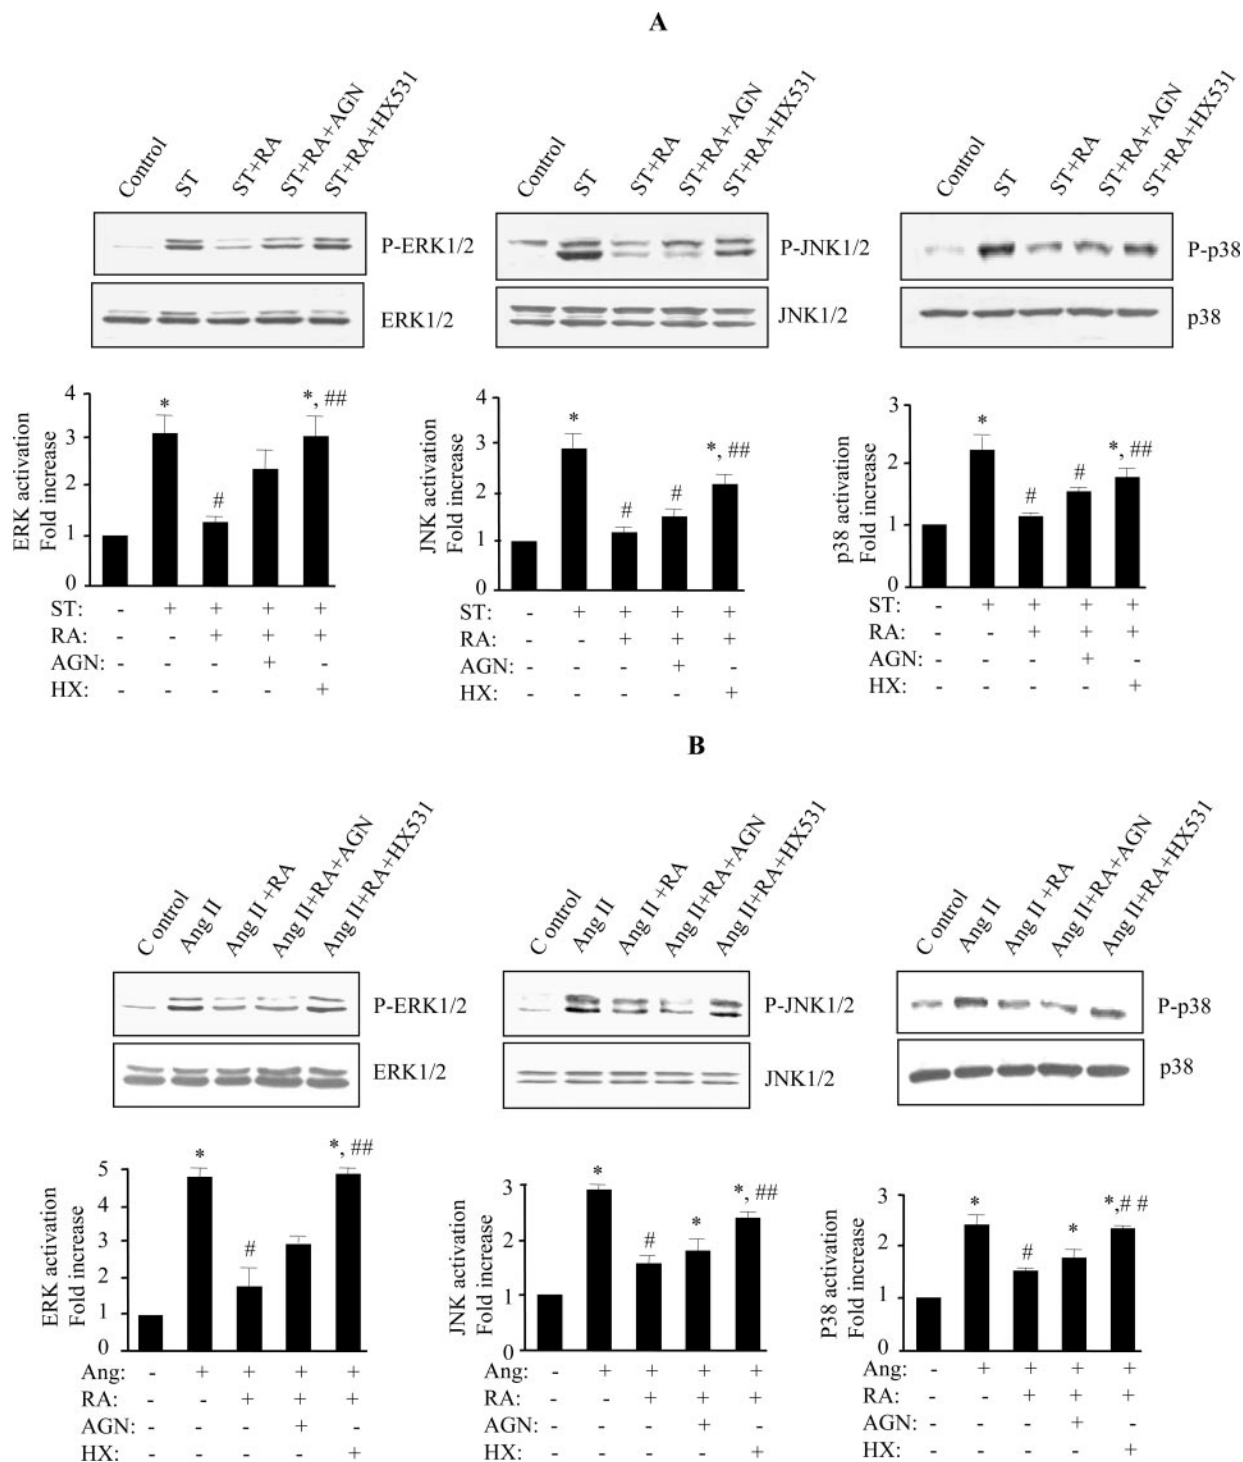 A
Control ST ST+RA ST+RA+AGN ST+RA+HX531
P-ERK1/2
ERK1/2
Control ST ST+RA ST+RA+AGN ST+RA+HX531
P-JNK1/2
JNK1/2
Control ST ST+RA ST+RA+AGN ST+RA+HX531
P-p38
p38
ERK activation
Fold increase
4
3
2
1
0
* # *, ##
ST: - + + + +
RA: - - + + +
AGN: - - - + -
HX: - - - - +
JNK activation
Fold increase
4
3
2
1
0
* # # *, ##
ST: - + + + +
RA: - - + + +
AGN: - - - + -
HX: - - - - +
p38 activation
Fold increase
3
2
1
0
* # # *, ##
ST: - + + + +
RA: - - + + +
AGN: - - - + -
HX: - - - - +
B
C ontrol Ang II Ang II +RA Ang II+RA+AGN Ang II+RA+HX531
P-ERK1/2
ERK1/2
C ontrol Ang II Ang II +RA Ang II+RA+AGN Ang II+RA+HX531
P-JNK1/2
JNK1/2
C ontrol Ang II Ang II +RA Ang II+RA+AGN Ang II+RA+HX531
P-p38
p38
ERK activation
Fold increase
5
4
3
2
1
0
* # *, ##
Ang: - + + + +
RA: - - + + +
AGN: - - - + -
HX: - - - - +
JNK activation
Fold increase
3
2
1
0
* # * *, ##
Ang: - + + + +
RA: - - + + +
AGN: - - - + -
HX: - - - - +
P38 activation
Fold increase
3
2
1
0
* # * *,# #
Ang: - + + + +
RA: - - + + +
AGN: - - - + -
HX: - - - - +